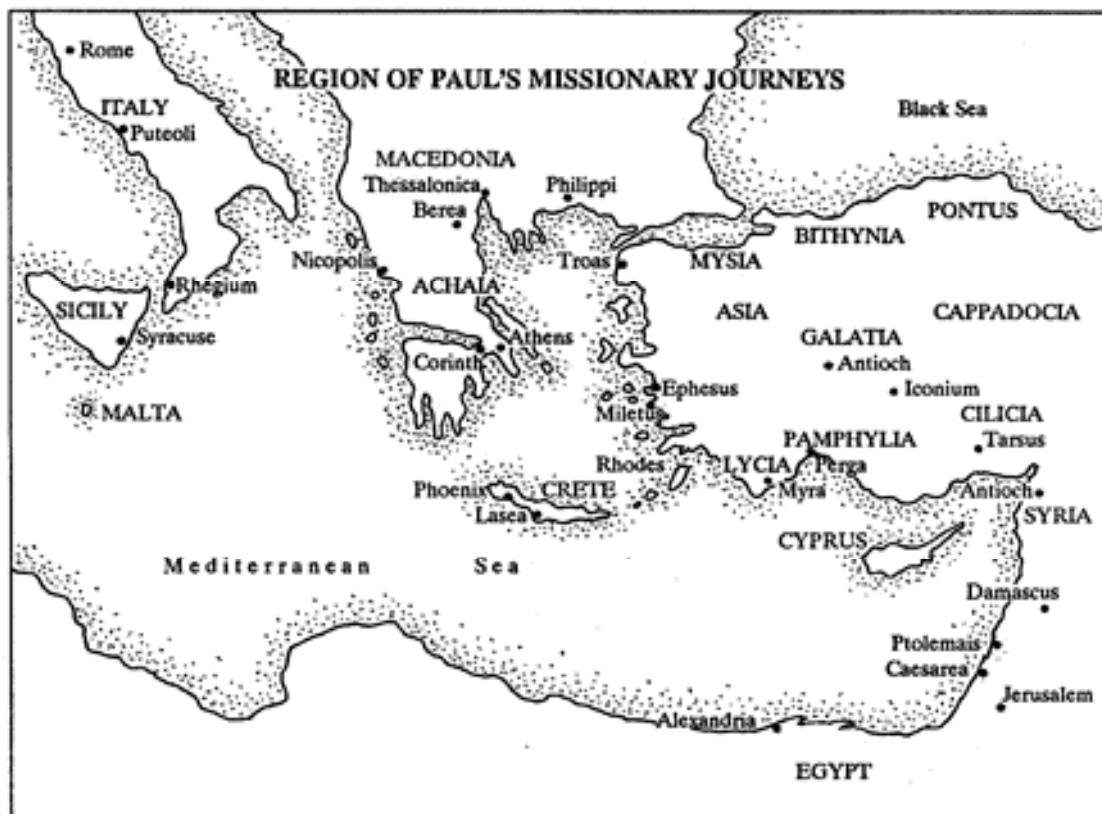 Rome
REGION OF PAUL'S MISSIONARY JOURNEYS
ITALY
Puteoli
Black Sea
MACEDONIA
Thessalonica
Philippi
Berea
PONTUS
BITHYNIA
Nicopolis
Troas
MYSIA
Rhegium
ACHAIA
SICILY
ASIA
CAPPADOCIA
Syracuse
Athens
GALATIA
Corinth
Antioch
Ephesus
Iconium
MALTA
Miletus
CILICIA
PAMPHYLIA
Tarsus
Rhodes
LYCIA
Perga
Phoenix
CRETE
Myra
Antioch
Lasea
SYRIA
CYPRUS
Mediterranean Sea
Damascus
Ptolemais
Caesarea
Jerusalem
Alexandria
EGYPT